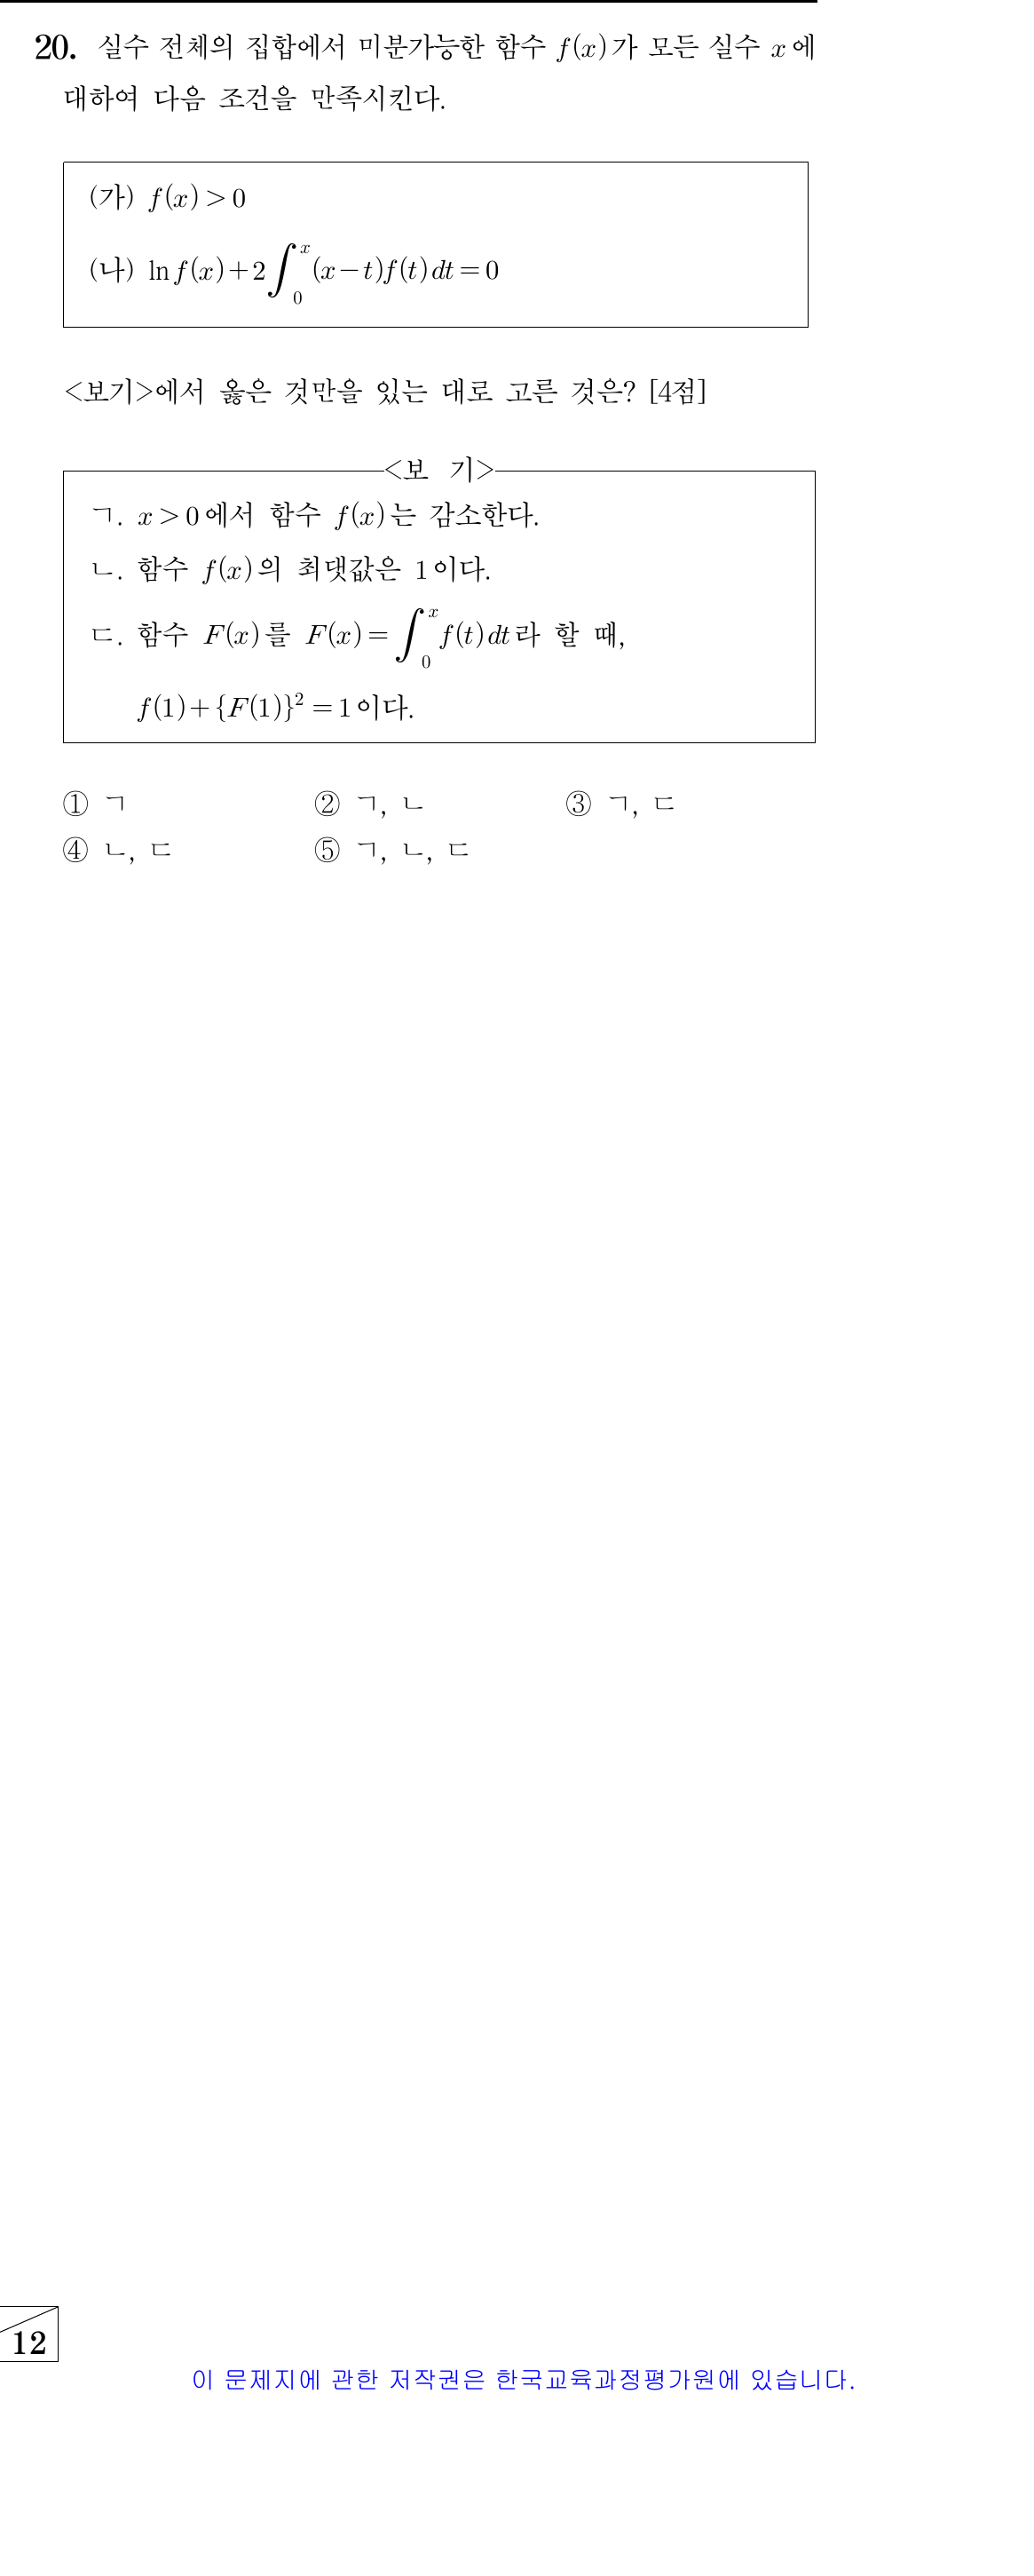 20. 실수 전체의 집합에서 미분가능한 함수 f(x)가 모든 실수 x에
대하여 다음 조건을 만족시킨다.
(가) f(x) > 0
(나) ln f(x) + 2∫₀ˣ (x−t)f(t)dt = 0
<보기>에서 옳은 것만을 있는 대로 고른 것은? [4점]
<보 기>
ㄱ. x > 0에서 함수 f(x)는 감소한다.
ㄴ. 함수 f(x)의 최댓값은 1이다.
ㄷ. 함수 F(x)를 F(x) = ∫₀ˣ f(t)dt라 할 때,
f(1) + {F(1)}² = 1이다.
① ㄱ ② ㄱ, ㄴ ③ ㄱ, ㄷ
④ ㄴ, ㄷ ⑤ ㄱ, ㄴ, ㄷ
12
이 문제지에 관한 저작권은 한국교육과정평가원에 있습니다.